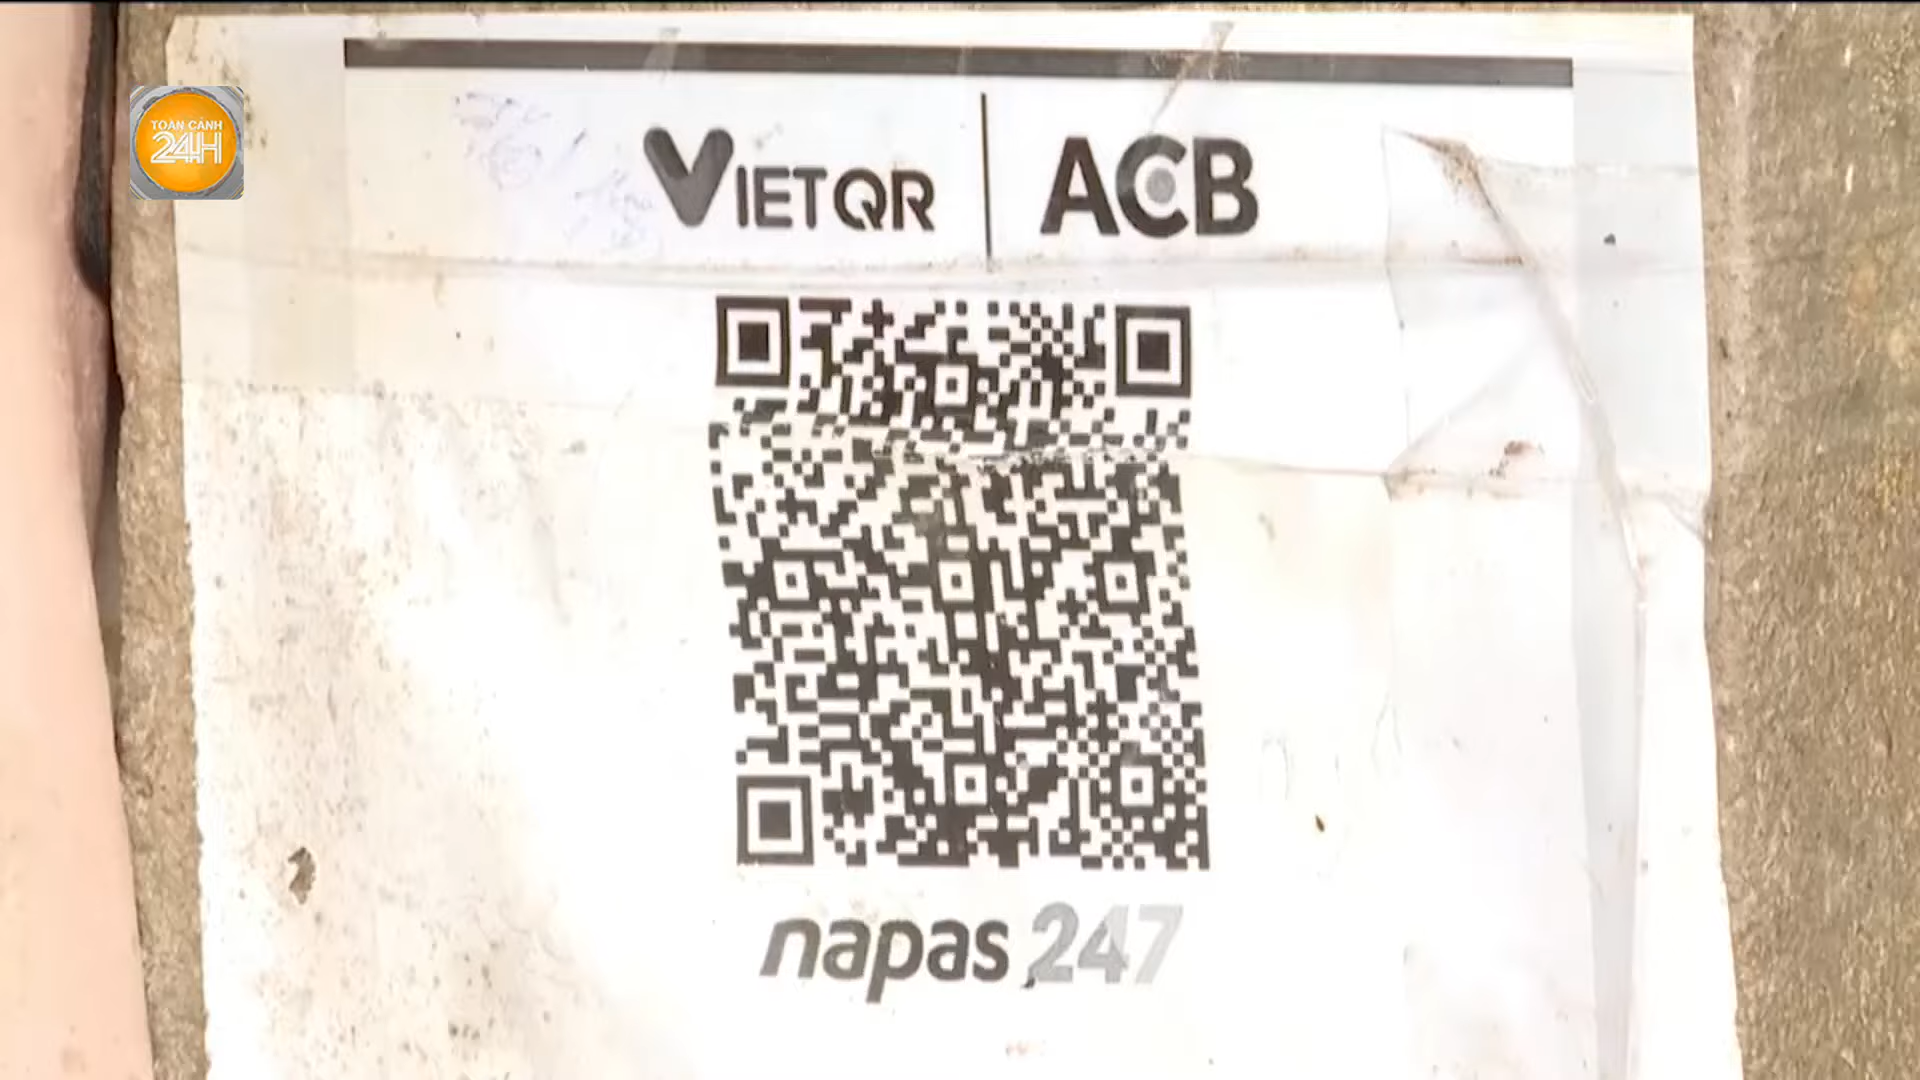 TOÀN CẢNH
24H
VIETQR
ACB
napas 247